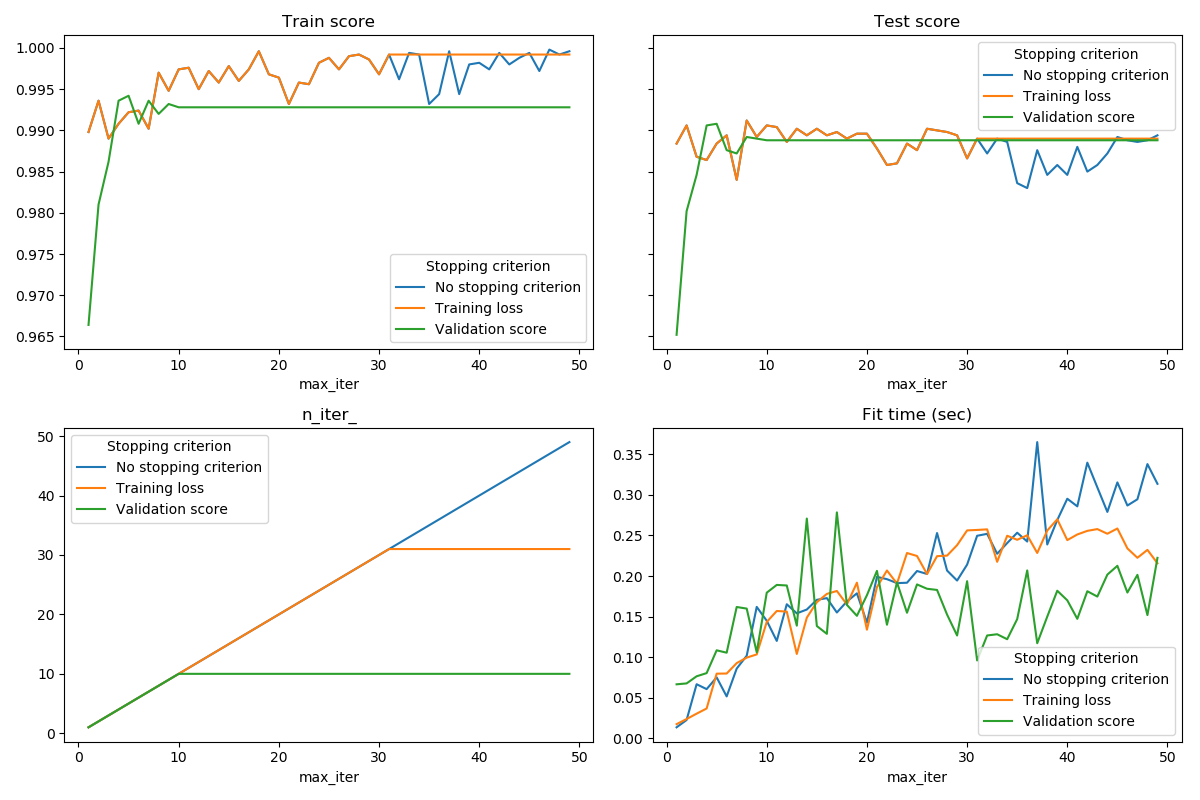 Train score
1.000
0.995
0.990
0.985
0.980
0.975
0.970
0.965
Stopping criterion
No stopping criterion
Training loss
Validation score
0 10 20 30 40 50
max_iter
Test score
Stopping criterion
No stopping criterion
Training loss
Validation score
0 10 20 30 40 50
max_iter
n_iter_
50
40
30
20
10
0
Stopping criterion
No stopping criterion
Training loss
Validation score
0 10 20 30 40 50
max_iter
Fit time (sec)
0.35
0.30
0.25
0.20
0.15
0.10
0.05
0.00
Stopping criterion
No stopping criterion
Training loss
Validation score
0 10 20 30 40 50
max_iter